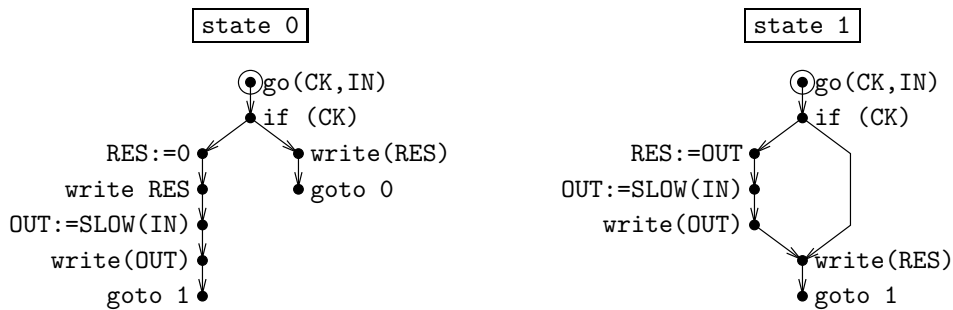 state 0
go(CK,IN)
if (CK)
RES:=0
write(RES)
write RES
goto 0
OUT:=SLOW(IN)
write(OUT)
goto 1
state 1
go(CK,IN)
if (CK)
RES:=OUT
OUT:=SLOW(IN)
write(OUT)
write(RES)
goto 1